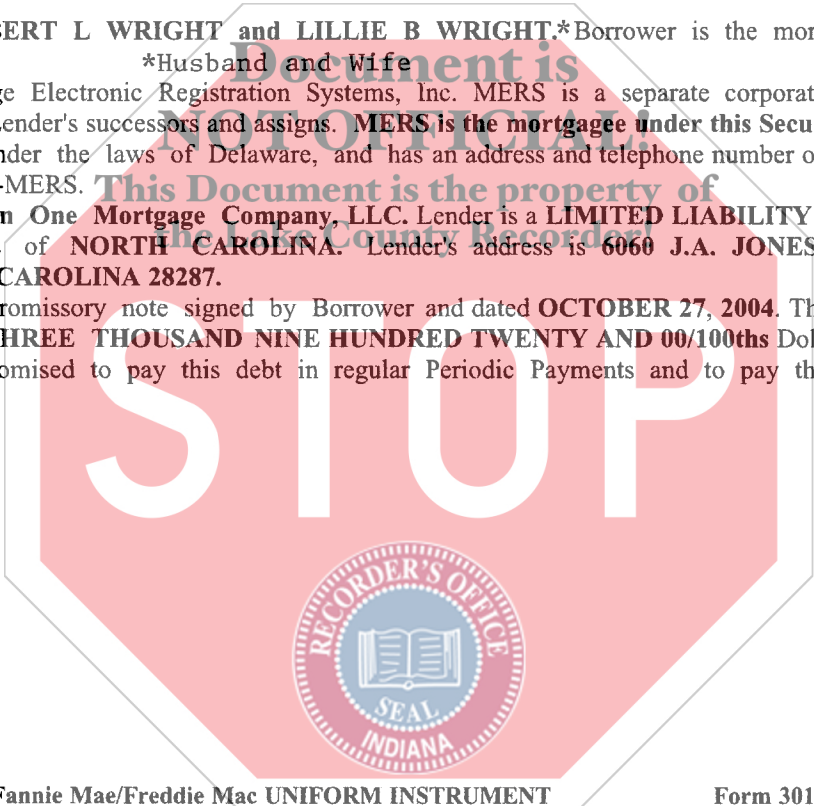 SERT L WRIGHT and LILLIE B WRIGHT.* Borrower is the mor
*Husband and Wife
Document is
ge Electronic Registration Systems, Inc. MERS is a separate corporat
Lender's successors and assigns. MERS is the mortgagee under this Secu
NOT OFFICIAL!
nder the laws of Delaware, and has an address and telephone number o
-MERS.
This Document is the property of
n One Mortgage Company, LLC. Lender is a LIMITED LIABILITY
of NORTH CAROLINA. Lender's address is 6060 J.A. JONES
the Lake County Recorder!
CAROLINA 28287.
romissory note signed by Borrower and dated OCTOBER 27, 2004. Th
HREE THOUSAND NINE HUNDRED TWENTY AND 00/100ths Dol
omised to pay this debt in regular Periodic Payments and to pay th
STOP
RECORDER'S OFFICE
SEAL
INDIANA
Fannie Mae/Freddie Mac UNIFORM INSTRUMENT Form 301